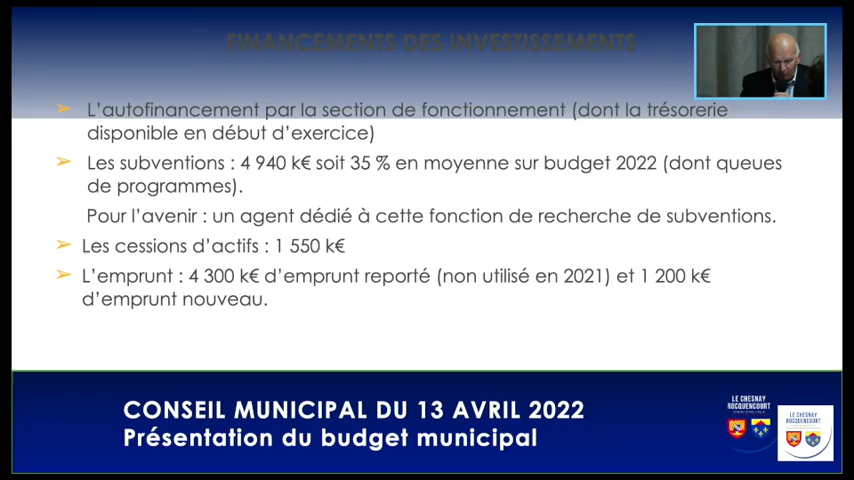 FINANCEMENTS DES INVESTISSEMENTS
➢ L'autofinancement par la section de fonctionnement (dont la trésorerie
disponible en début d'exercice)
➢ Les subventions : 4 940 k€ soit 35 % en moyenne sur budget 2022 (dont queues
de programmes).
Pour l'avenir : un agent dédié à cette fonction de recherche de subventions.
➢ Les cessions d'actifs : 1 550 k€
➢ L'emprunt : 4 300 k€ d'emprunt reporté (non utilisé en 2021) et 1 200 k€
d'emprunt nouveau.
CONSEIL MUNICIPAL DU 13 AVRIL 2022
Présentation du budget municipal
LE CHESNAY
ROCQUENCOURT
LE CHESNAY
ROCQUENCOURT